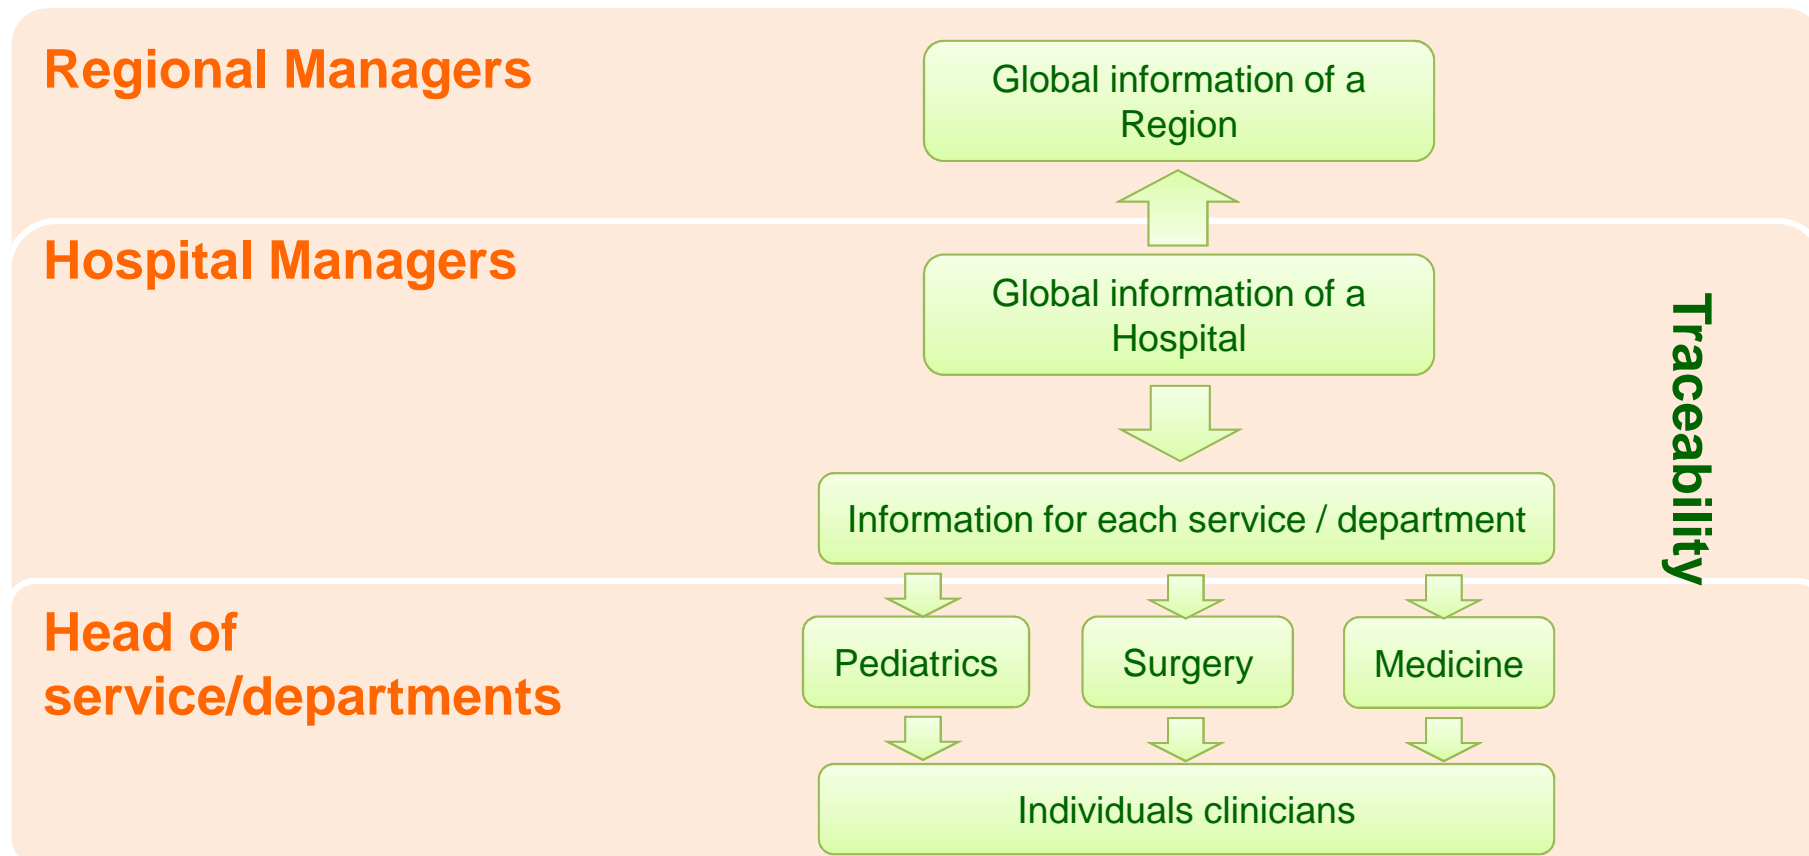 Regional Managers
Global information of a
Region
Hospital Managers
Global information of a
Hospital
Traceability
Information for each service / department
Head of
service/departments
Pediatrics
Surgery
Medicine
Individuals clinicians